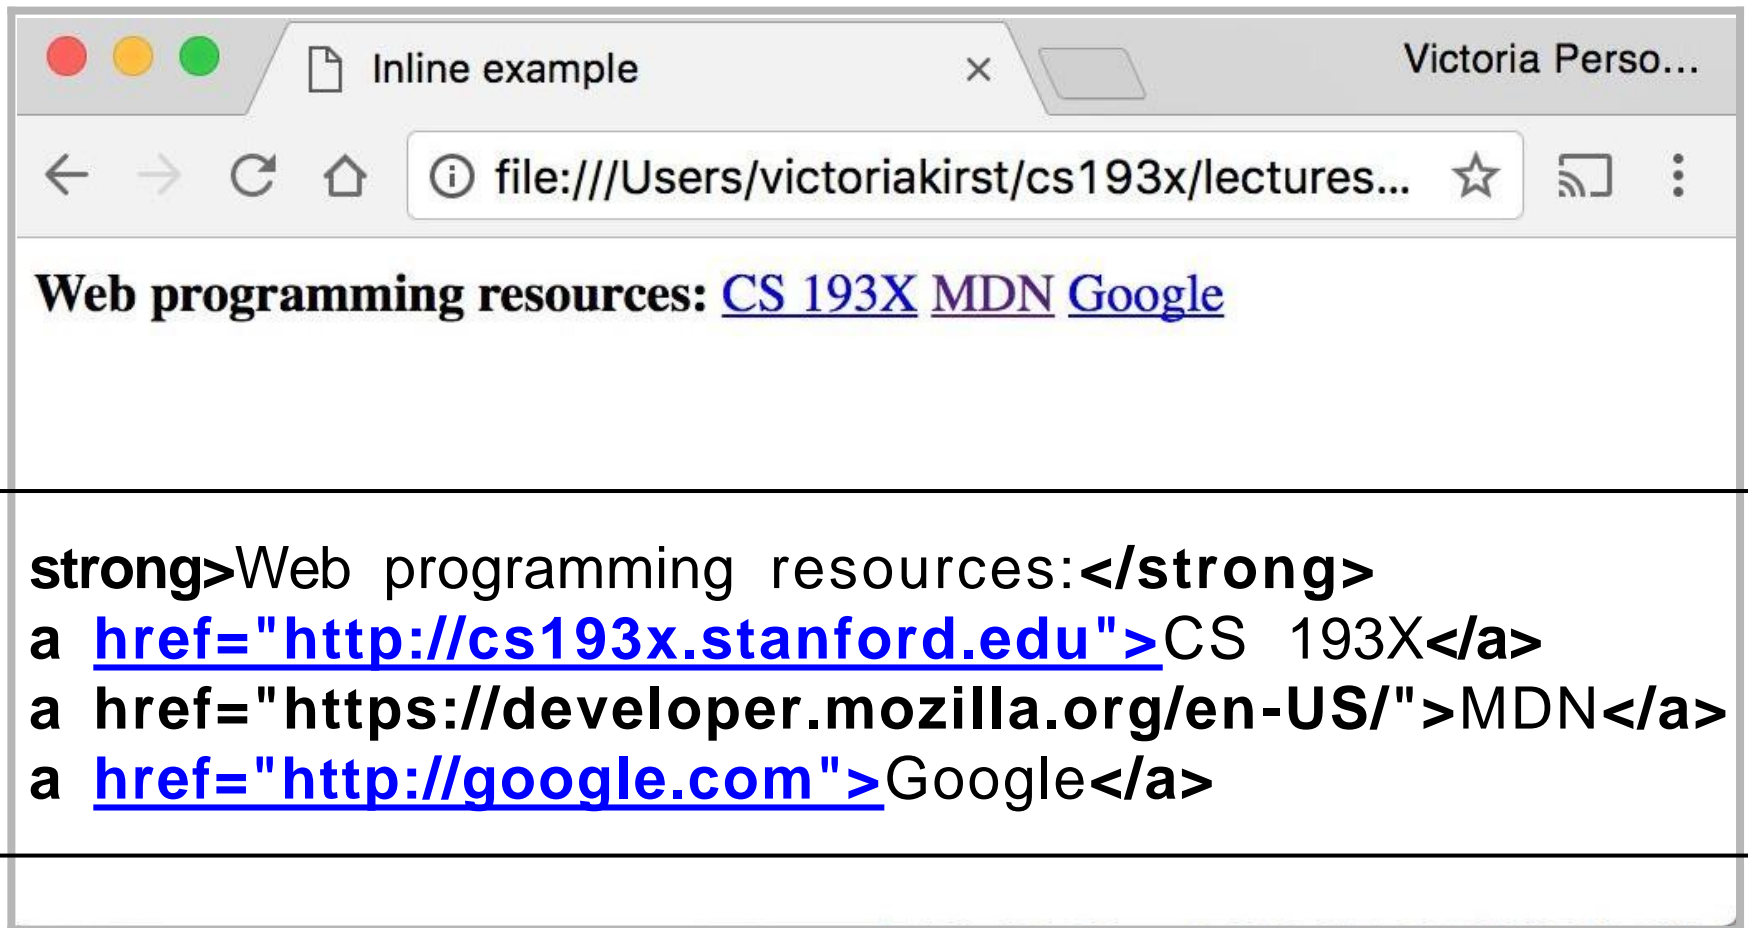 Inline example
Victoria Perso...
file:///Users/victoriakirst/cs193x/lectures...
Web programming resources: CS 193X MDN Google
strong>Web programming resources:</strong>
a href="http://cs193x.stanford.edu">CS 193X</a>
a href="https://developer.mozilla.org/en-US/">MDN</a>
a href="http://google.com">Google</a>